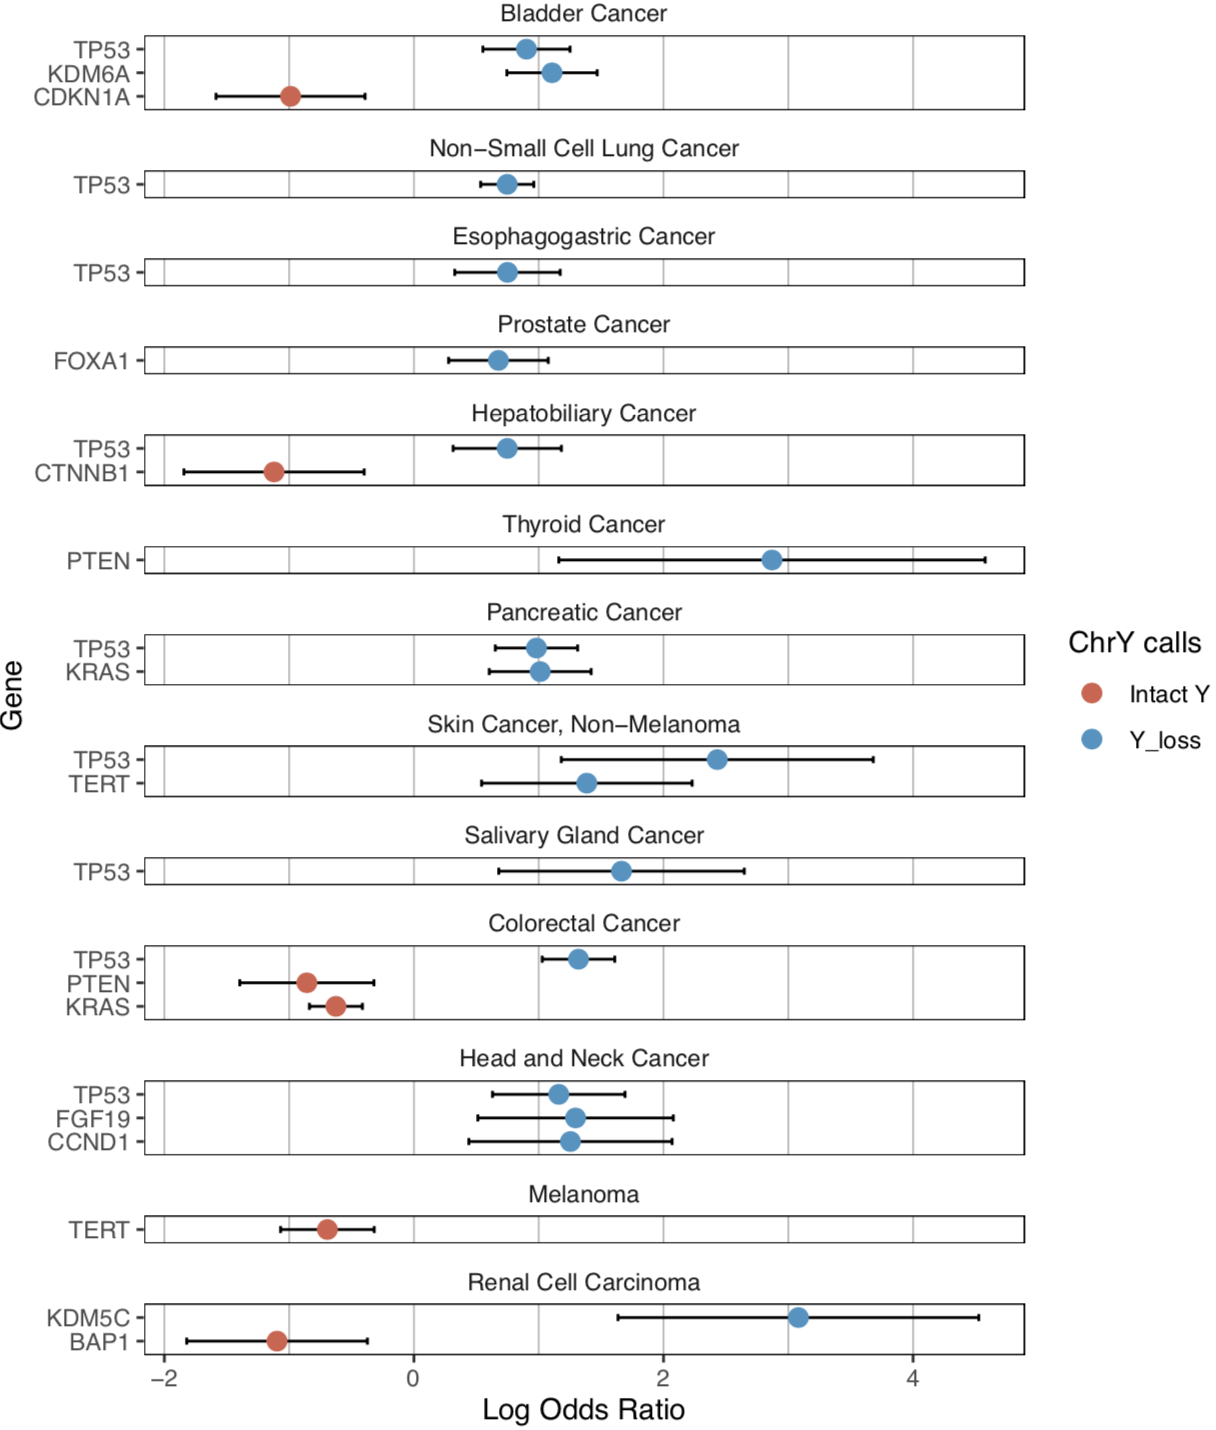 Bladder Cancer
TP53
KDM6A
CDKN1A
Non−Small Cell Lung Cancer
TP53
Esophagogastric Cancer
TP53
Prostate Cancer
FOXA1
Hepatobiliary Cancer
TP53
CTNNB1
Thyroid Cancer
PTEN
Pancreatic Cancer
TP53
KRAS
Skin Cancer, Non−Melanoma
TP53
TERT
Salivary Gland Cancer
TP53
Colorectal Cancer
TP53
PTEN
KRAS
Head and Neck Cancer
TP53
FGF19
CCND1
Melanoma
TERT
Renal Cell Carcinoma
KDM5C
BAP1
−2 0 2 4
Log Odds Ratio
Gene
ChrY calls
Intact Y
Y_loss